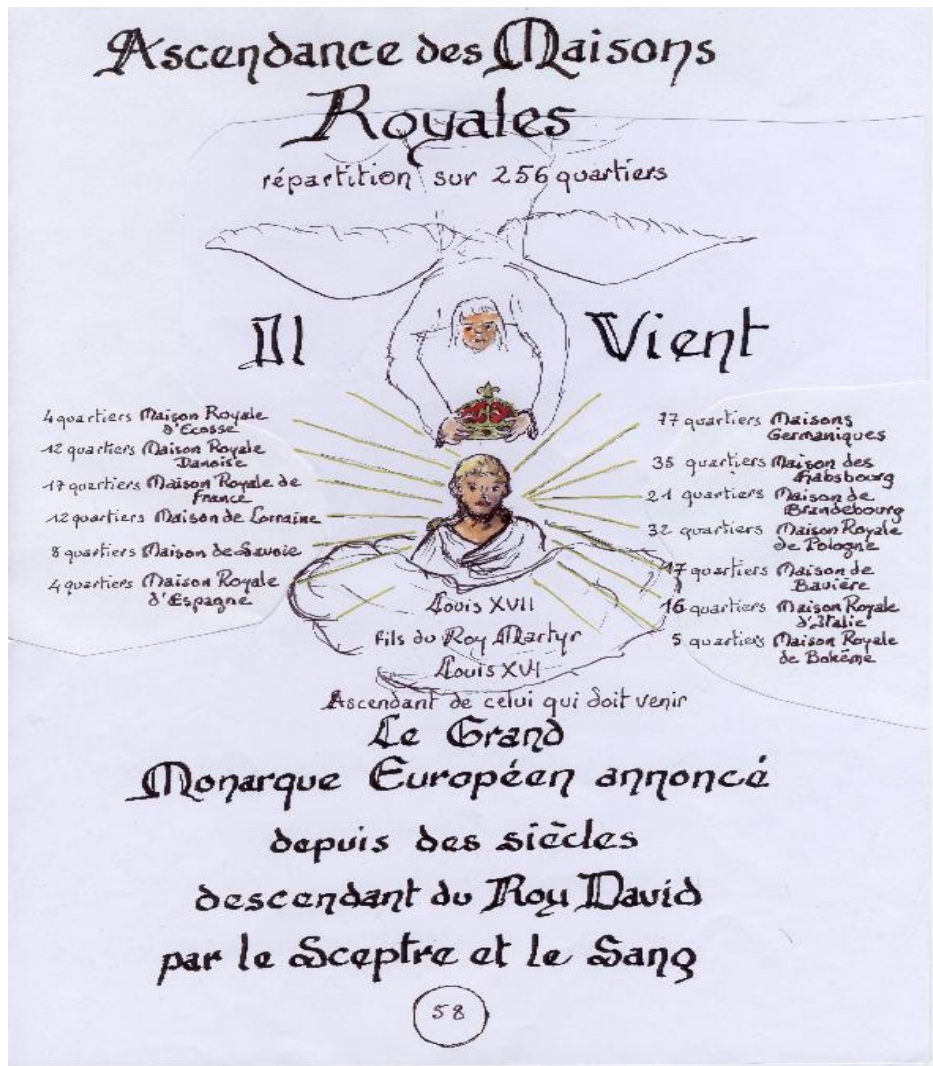 Ascendance des Maisons
Royales
répartition sur 256 quartiers
Il Vient
4 quartiers Maison Royale
d'Ecosse
12 quartiers Maison Royale
Danoise
17 quartiers Maison Royale de
France
12 quartiers Maison de Lorraine
8 quartiers Maison de Savoie
4 quartiers Maison Royale
d'Espagne
77 quartiers Maisons
Germaniques
35 quartiers Maison des
Habsbourg
21 quartiers Maison de
Brandebourg
32 quartiers Maison Royale
de Pologne
17 quartiers Maison de
Bavière
16 quartiers Maison Royale
d'Italie
5 quartiers Maison Royale
de Bohême
Louis XVII
fils du Roy Martyr
Louis XVI
Ascendant de celui qui doit venir
Le Grand
Monarque Européen annoncé
depuis des siècles
descendant du Roy David
par le Sceptre et le Sang
58